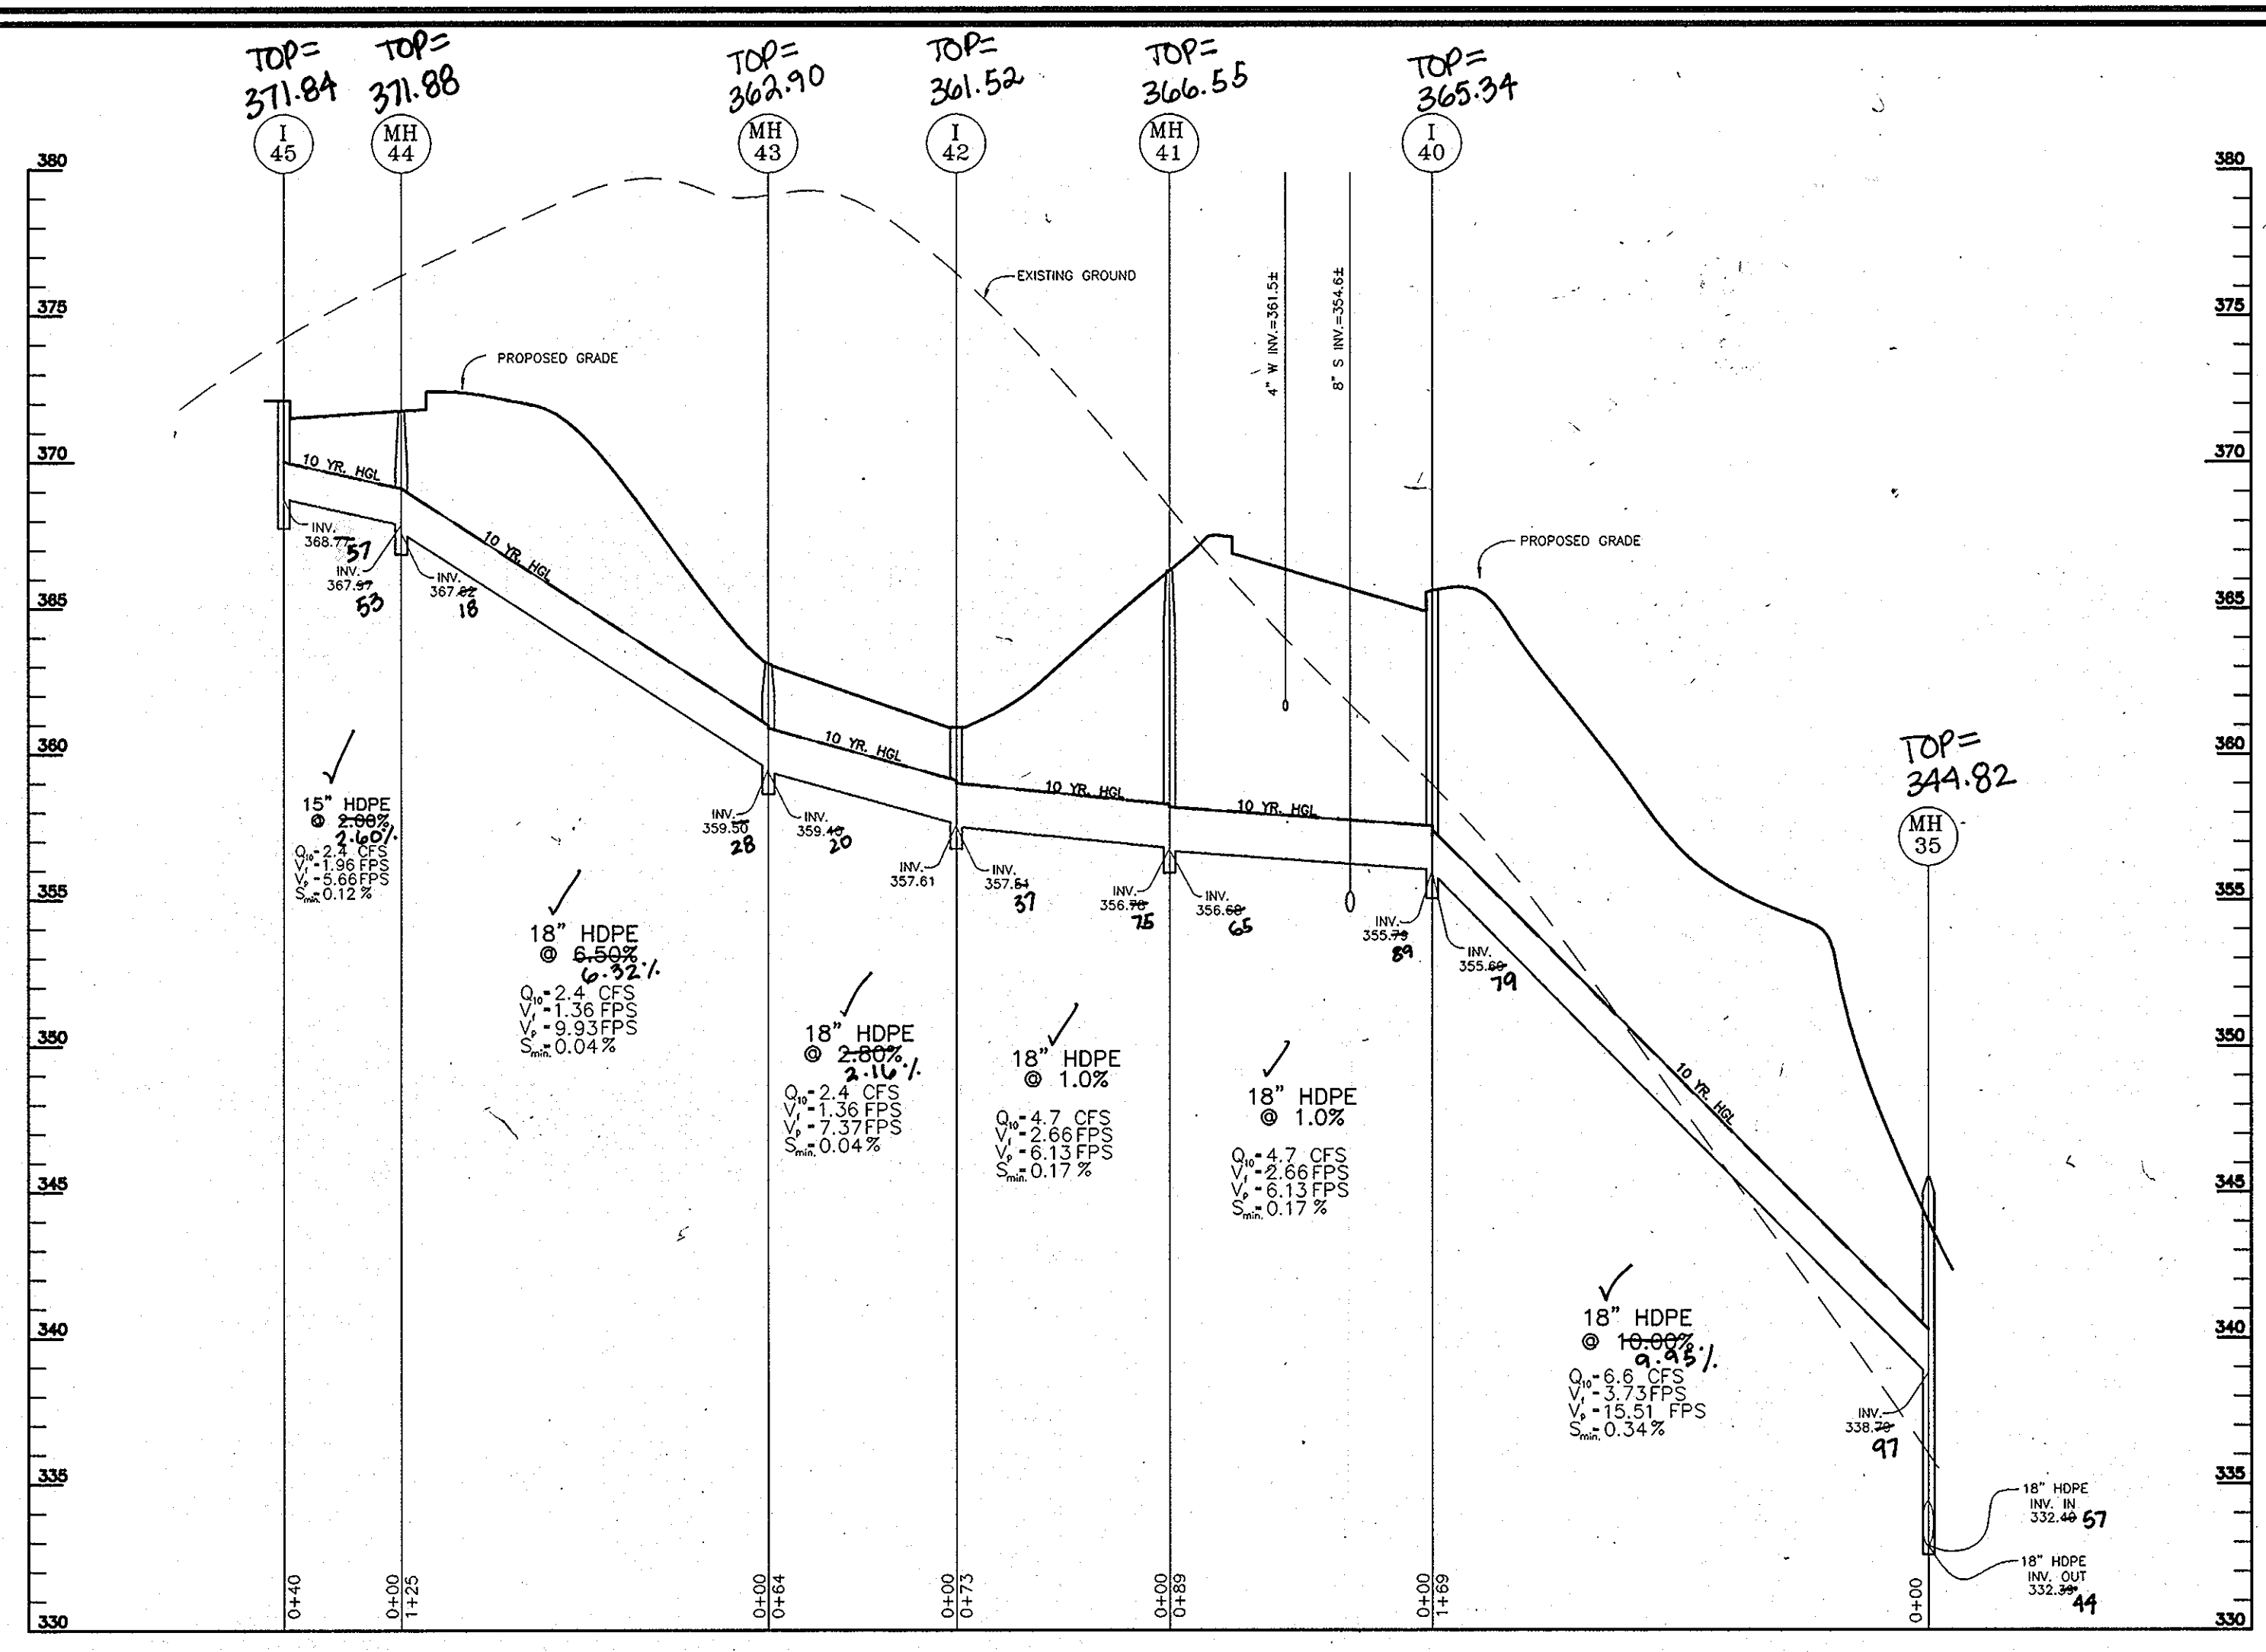 TOP=
371.84
TOP=
371.88
TOP=
362.90
TOP=
361.52
TOP=
366.55
TOP=
365.34
I
45
MH
44
MH
43
I
42
MH
41
I
40
380
380
EXISTING GROUND
4" W INV.=361.5±
8" S INV.=354.6±
375
375
PROPOSED GRADE
370
370
10 YR. HGL
10 YR. HGL
INV.
368.77 57
INV.
367.97
53
INV.
367.82
18
PROPOSED GRADE
365
365
360
360
10 YR. HGL
10 YR. HGL
10 YR. HGL
TOP=
344.82
MH
35
15" HDPE
@ 2.00%
2.60%
Q10=2.4 CFS
Vf=1.96 FPS
Vp=5.66 FPS
Smin.=0.12 %
INV.
359.50
28
INV.
359.40
20
INV.
357.61
INV.
357.51
37
INV.
356.78
75
INV.
356.68
65
INV.
355.79
89
INV.
355.69
79
355
355
18" HDPE
@ 6.50%
6.32%
Q10=2.4 CFS
Vf=1.36 FPS
Vp=9.93 FPS
Smin.=0.04%
18" HDPE
@ 2.80%
2.16%
Q10=2.4 CFS
Vf=1.36 FPS
Vp=7.37 FPS
Smin.=0.04%
18" HDPE
@ 1.0%
Q10=4.7 CFS
Vf=2.66 FPS
Vp=6.13 FPS
Smin.=0.17 %
18" HDPE
@ 1.0%
Q10=4.7 CFS
Vf=2.66 FPS
Vp=6.13 FPS
Smin.=0.17 %
350
350
10 YR. HGL
345
345
340
340
18" HDPE
@ 10.00%
9.95%
Q10=6.6 CFS
Vf=3.73 FPS
Vp=15.51 FPS
Smin.=0.34%
INV.
338.79
97
335
335
18" HDPE
INV. IN
332.40 57
18" HDPE
INV. OUT
332.39
44
330
330
0+40
0+00
1+25
0+00
0+64
0+00
0+73
0+00
0+89
0+00
1+69
0+00